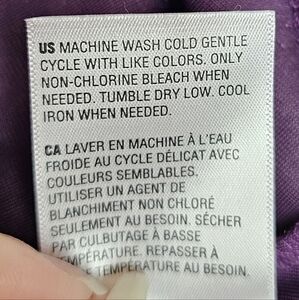 US MACHINE WASH COLD GENTLE
CYCLE WITH LIKE COLORS. ONLY
NON-CHLORINE BLEACH WHEN
NEEDED. TUMBLE DRY LOW. COOL
IRON WHEN NEEDED.
CA LAVER EN MACHINE À L'EAU
FROIDE AU CYCLE DÉLICAT AVEC
COULEURS SEMBLABLES.
UTILISER UN AGENT DE
BLANCHIMENT NON CHLORÉ
SEULEMENT AU BESOIN. SÉCHER
PAR CULBUTAGE À BASSE
TEMPÉRATURE. REPASSER À
TEMPÉRATURE AU BESOIN.